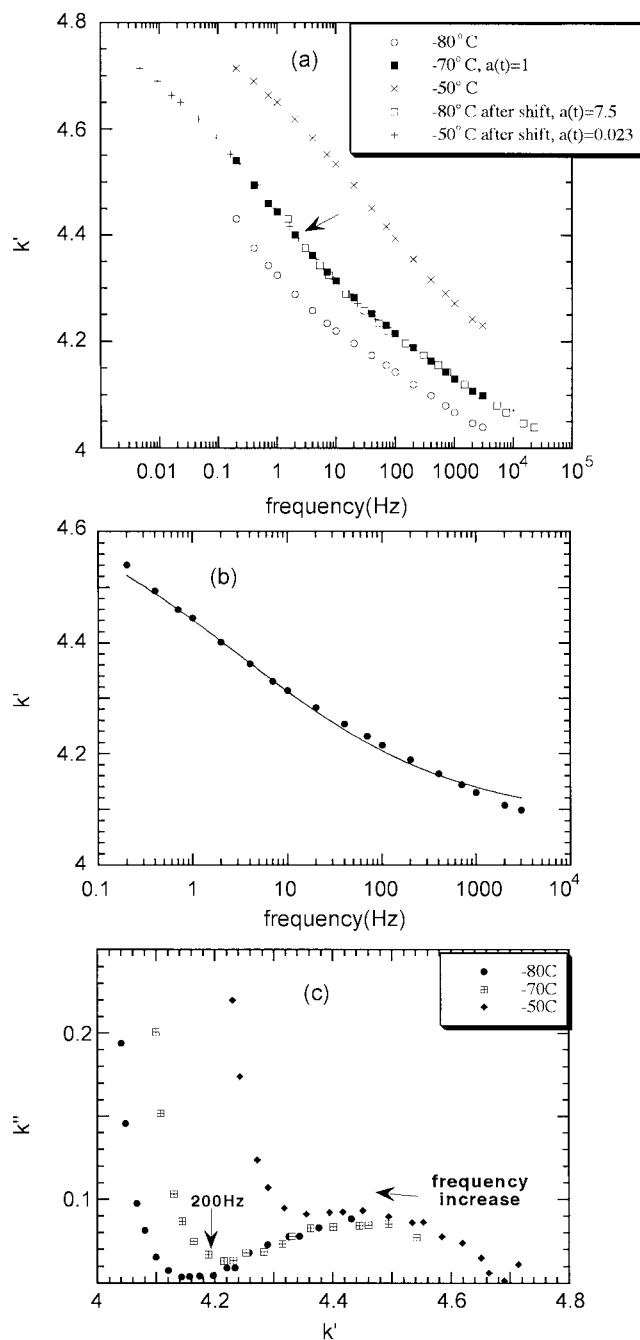 4.8
(a)
-80°C
-70°C, a(t)=1
-50°C
-80°C after shift, a(t)=7.5
-50°C after shift, a(t)=0.023
4.6
k'
4.4
4.2
4
0.01 0.1 1 10 100 1000 10^4 10^5
frequency(Hz)
4.6
(b)
4.4
k'
4.2
4
0.1 1 10 100 1000 10^4
frequency(Hz)
(c)
-80C
-70C
-50C
0.2
k''
200Hz
frequency
increase
0.1
4 4.2 4.4 4.6 4.8
k'